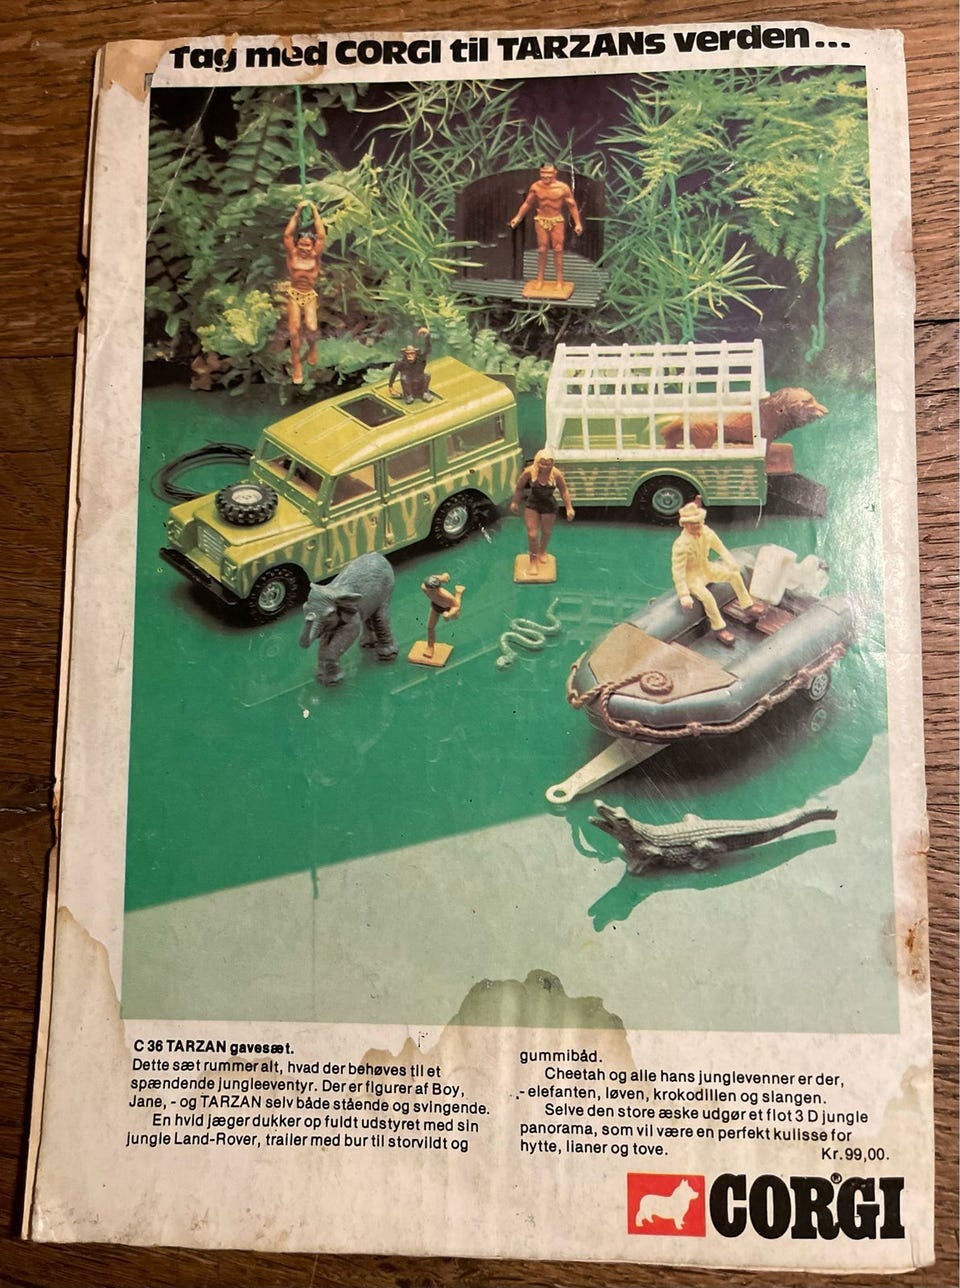 Tag med CORGI til TARZANs verden...
C 36 TARZAN gavesæt.
Dette sæt rummer alt, hvad der behøves til et
spændende jungleeventyr. Der er figurer af Boy,
Jane, - og TARZAN selv både stående og svingende.
En hvid jæger dukker op fuldt udstyret med sin
jungle Land-Rover, trailer med bur til storvildt og
gummibåd.
Cheetah og alle hans junglevenner er der,
- elefanten, løven, krokodillen og slangen.
Selve den store æske udgør et flot 3 D jungle
panorama, som vil være en perfekt kulisse for
hytte, lianer og tove.
Kr. 99,00.
CORGI®